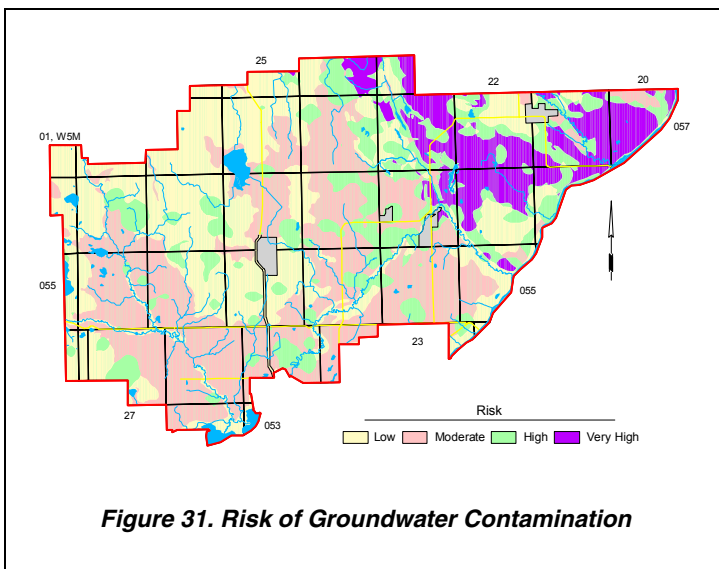 25
22
20
01, W5M
057
055
055
23
27
053
Risk
Low Moderate High Very High
Figure 31. Risk of Groundwater Contamination